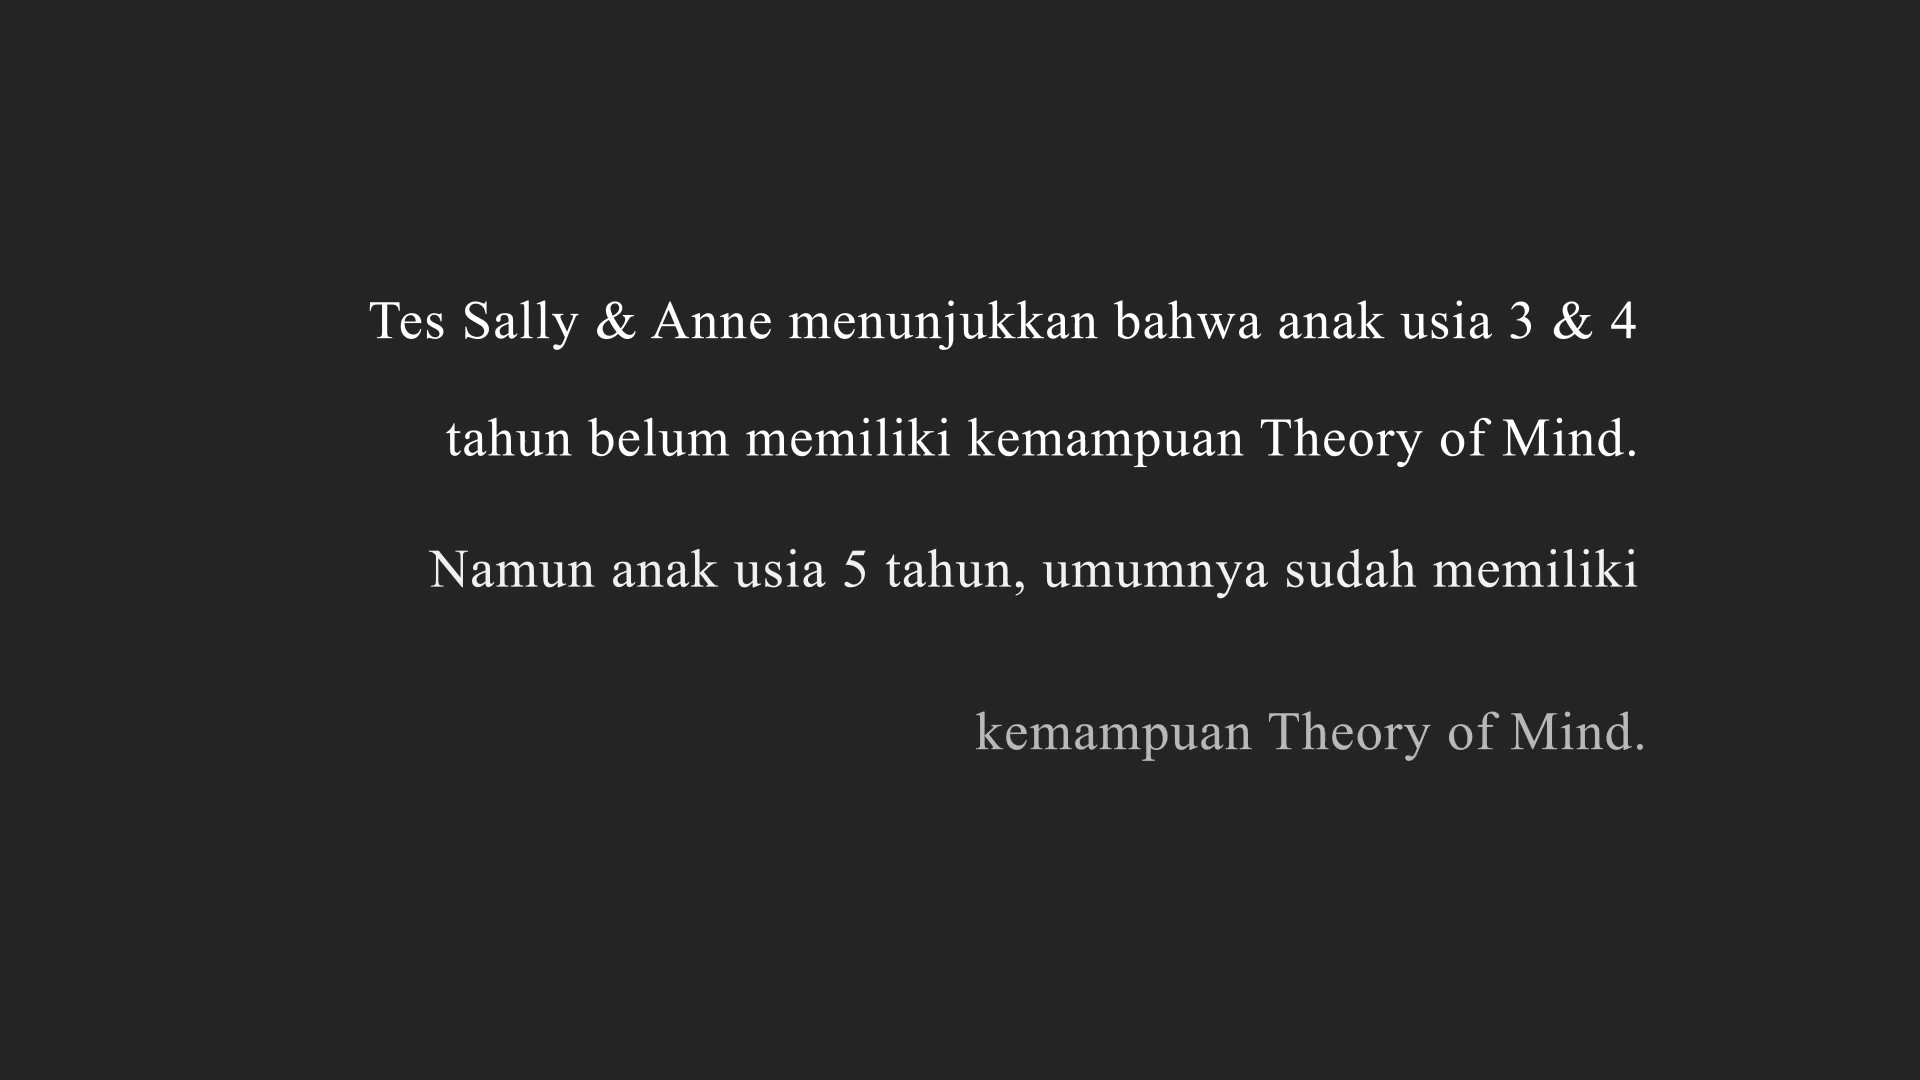 Tes Sally & Anne menunjukkan bahwa anak usia 3 & 4
tahun belum memiliki kemampuan Theory of Mind.
Namun anak usia 5 tahun, umumnya sudah memiliki
kemampuan Theory of Mind.